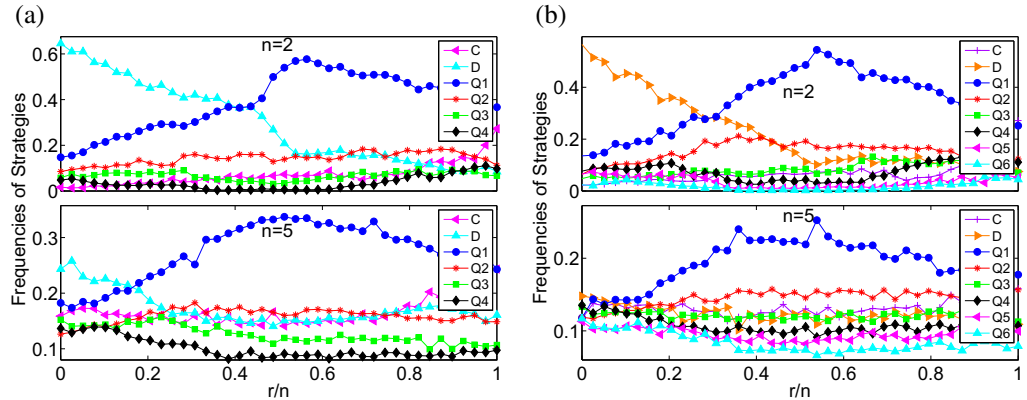 (a)
n=2
0.6
0.4
0.2
0
C
D
Q1
Q2
Q3
Q4
Frequencies of Strategies
n=5
0.3
0.2
0.1
C
D
Q1
Q2
Q3
Q4
0 0.2 0.4 0.6 0.8 1
r/n
(b)
n=2
0.4
0.2
0
C
D
Q1
Q2
Q3
Q4
Q5
Q6
Frequencies of Strategies
n=5
0.2
0.1
C
D
Q1
Q2
Q3
Q4
Q5
Q6
0 0.2 0.4 0.6 0.8 1
r/n